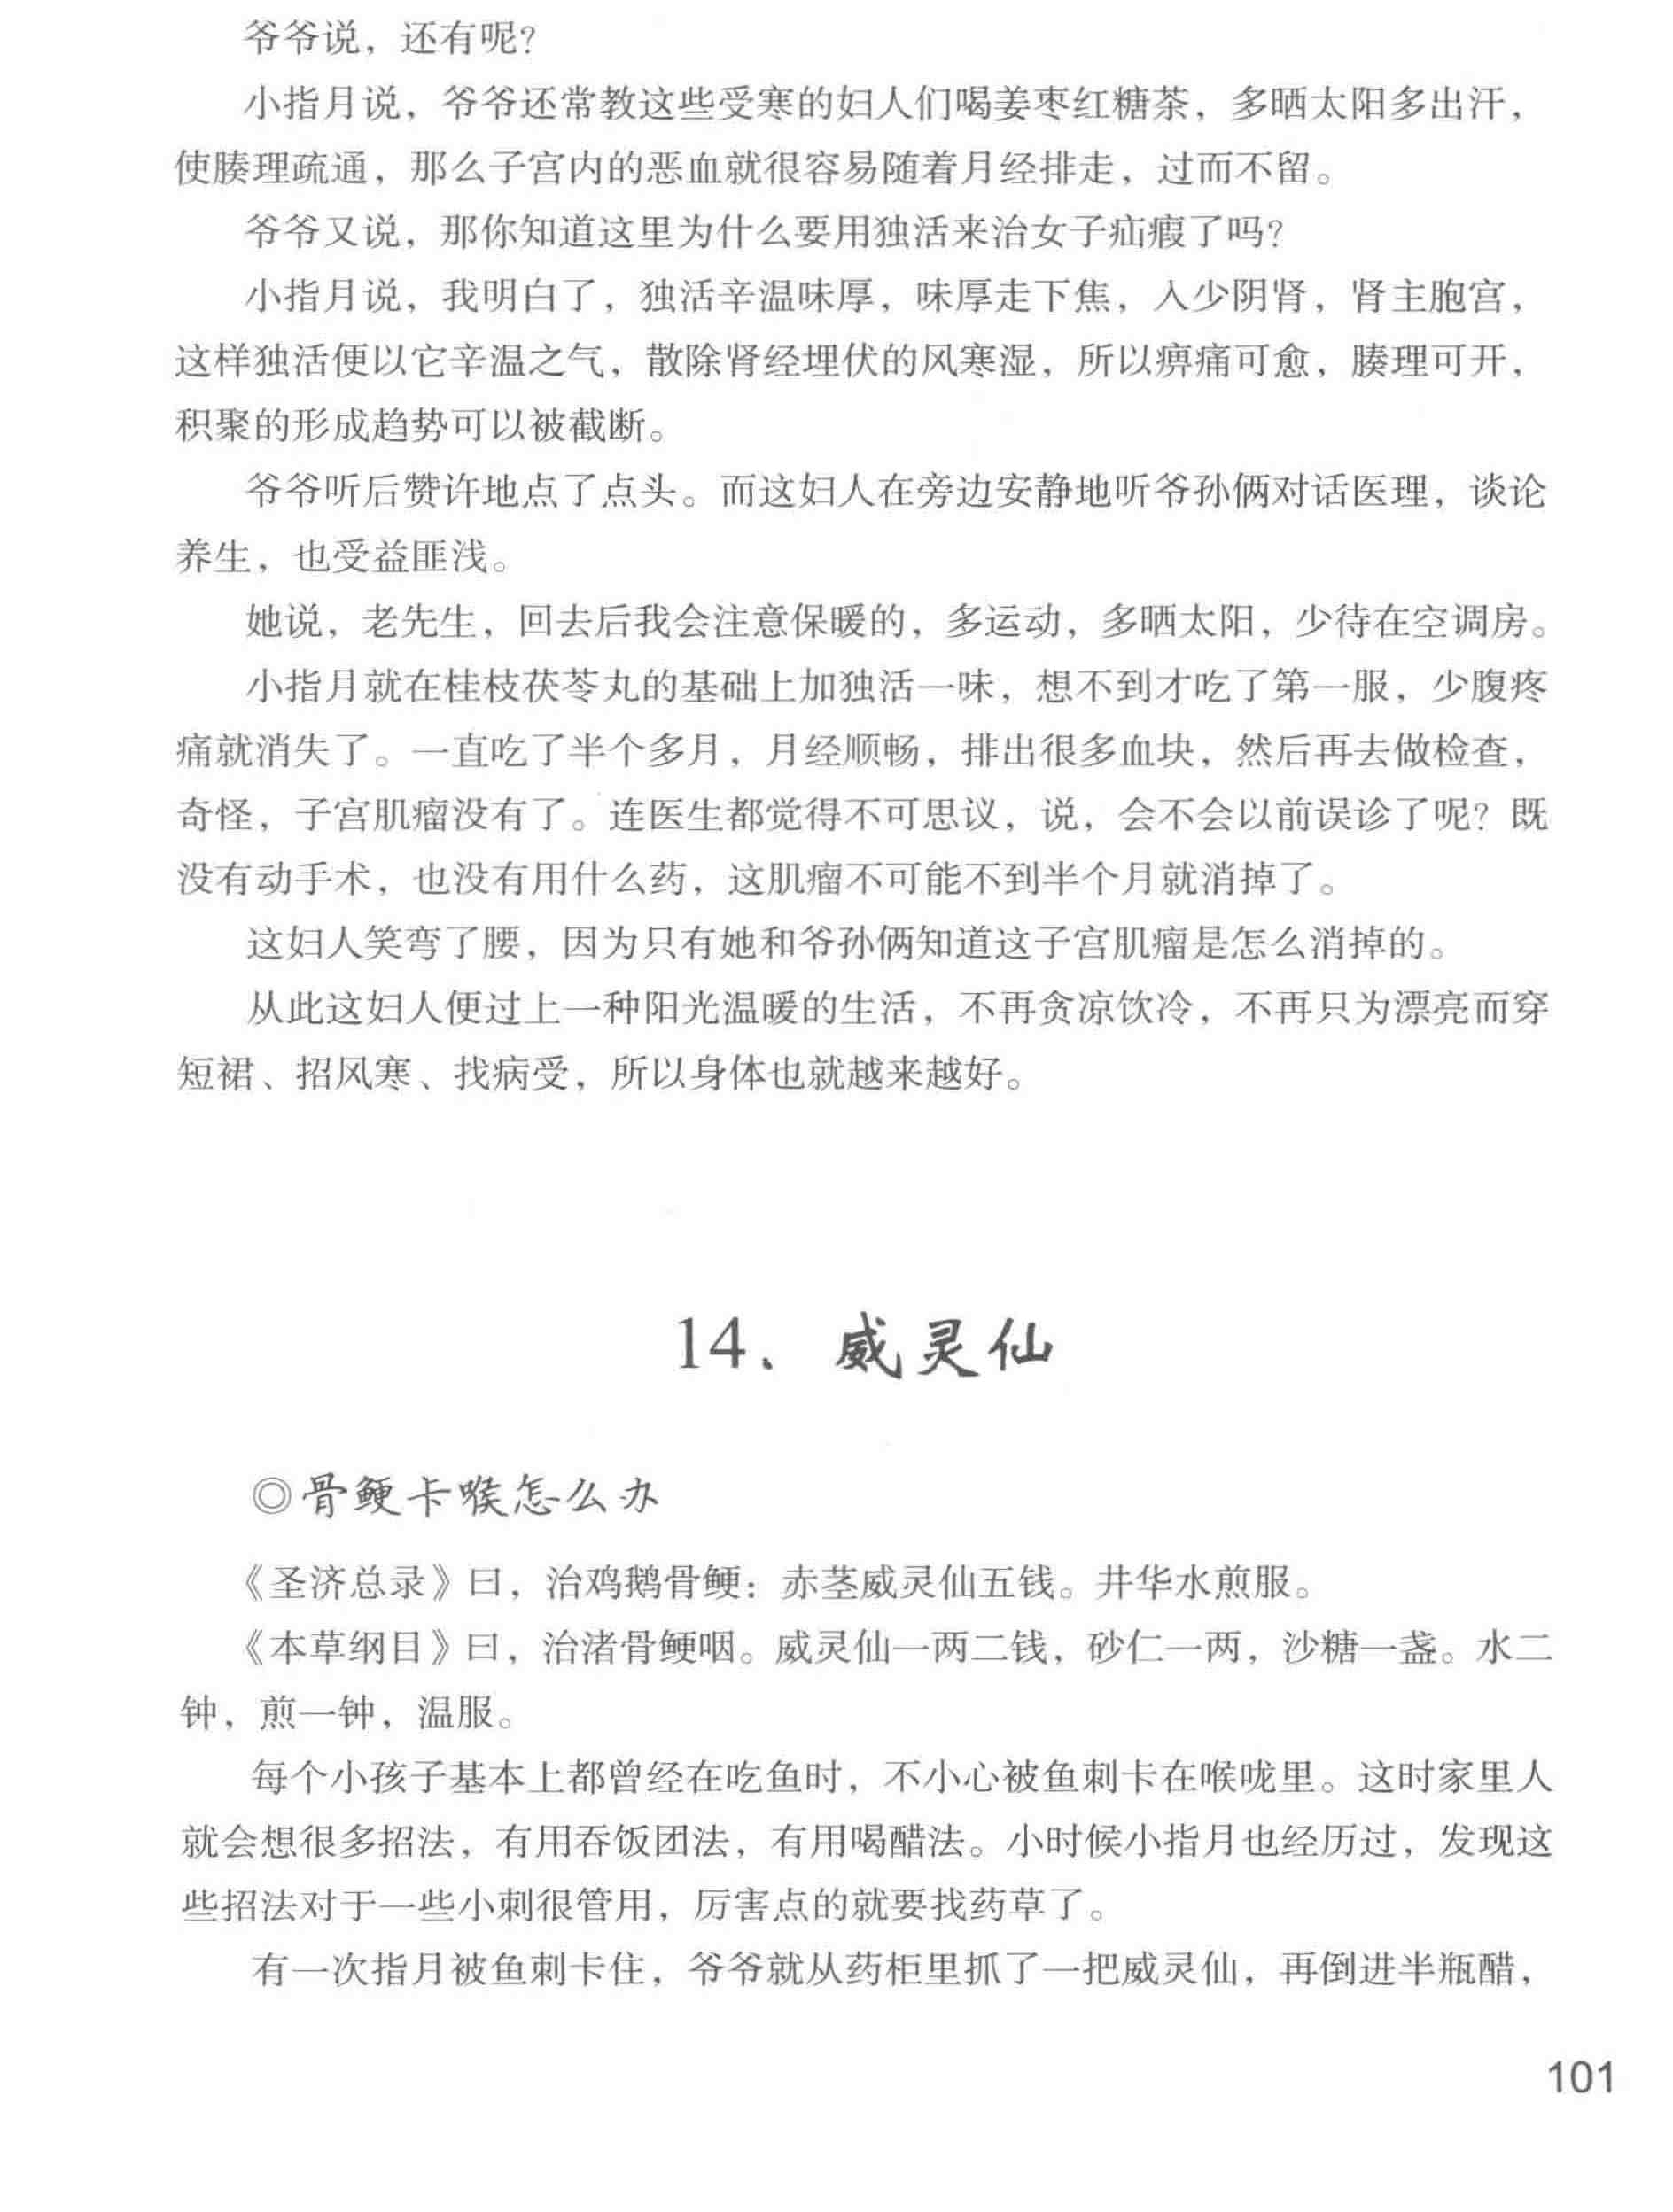 爷爷说，还有呢？
小指月说，爷爷还常教这些受寒的妇人们喝姜枣红糖茶，多晒太阳多出汗，
使腠理疏通，那么子宫内的恶血就很容易随着月经排走，过而不留。
爷爷又说，那你知道这里为什么要用独活来治女子疝瘕了吗？
小指月说，我明白了，独活辛温味厚，味厚走下焦，入少阴肾，肾主胞宫，
这样独活便以它辛温之气，散除肾经埋伏的风寒湿，所以痹痛可愈，腠理可开，
积聚的形成趋势可以被截断。
爷爷听后赞许地点了点头。而这妇人在旁边安静地听爷孙俩对话医理，谈论
养生，也受益匪浅。
她说，老先生，回去后我会注意保暖的，多运动，多晒太阳，少待在空调房。
小指月就在桂枝茯苓丸的基础上加独活一味，想不到才吃了第一服，少腹疼
痛就消失了。一直吃了半个多月，月经顺畅，排出很多血块，然后再去做检查，
奇怪，子宫肌瘤没有了。连医生都觉得不可思议，说，会不会以前误诊了呢？既
没有动手术，也没有用什么药，这肌瘤不可能不到半个月就消掉了。
这妇人笑弯了腰，因为只有她和爷孙俩知道这子宫肌瘤是怎么消掉的。
从此这妇人便过上一种阳光温暖的生活，不再贪凉饮冷，不再只为漂亮而穿
短裙、招风寒、找病受，所以身体也就越来越好。
14、威灵仙
◎骨鲠卡喉怎么办
《圣济总录》曰，治鸡鹅骨鲠：赤茎威灵仙五钱。井华水煎服。
《本草纲目》曰，治渚骨鲠咽。威灵仙一两二钱，砂仁一两，沙糖一盏。水二
钟，煎一钟，温服。
每个小孩子基本上都曾经在吃鱼时，不小心被鱼刺卡在喉咙里。这时家里人
就会想很多招法，有用吞饭团法，有用喝醋法。小时候小指月也经历过，发现这
些招法对于一些小刺很管用，厉害点的就要找药草了。
有一次指月被鱼刺卡住，爷爷就从药柜里抓了一把威灵仙，再倒进半瓶醋，
101